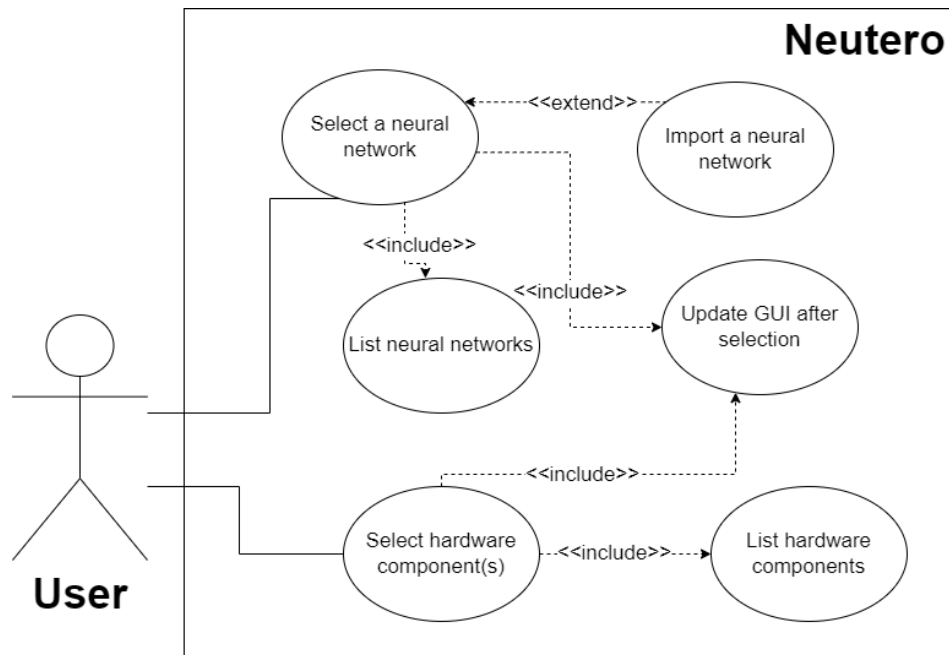 Neutero
Select a neural
network
<<extend>>
Import a neural
network
<<include>>
<<include>>
List neural networks
Update GUI after
selection
<<include>>
Select hardware
component(s)
<<include>>
List hardware
components
User